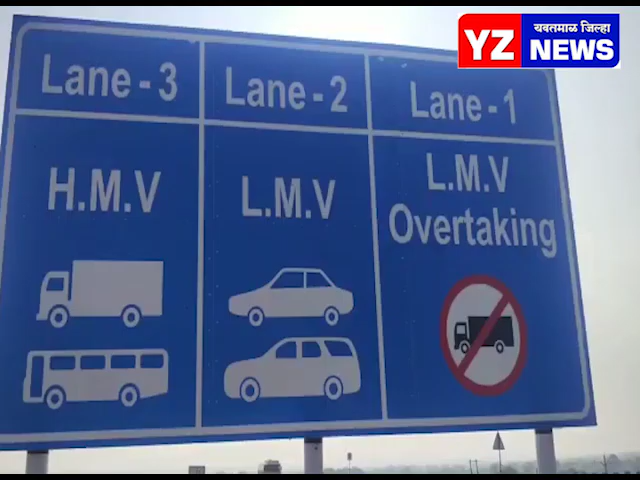 YZ
यवतमाळ जिल्हा
NEWS
Lane - 3
Lane - 2
Lane - 1
H.M.V
L.M.V
L.M.V
Overtaking